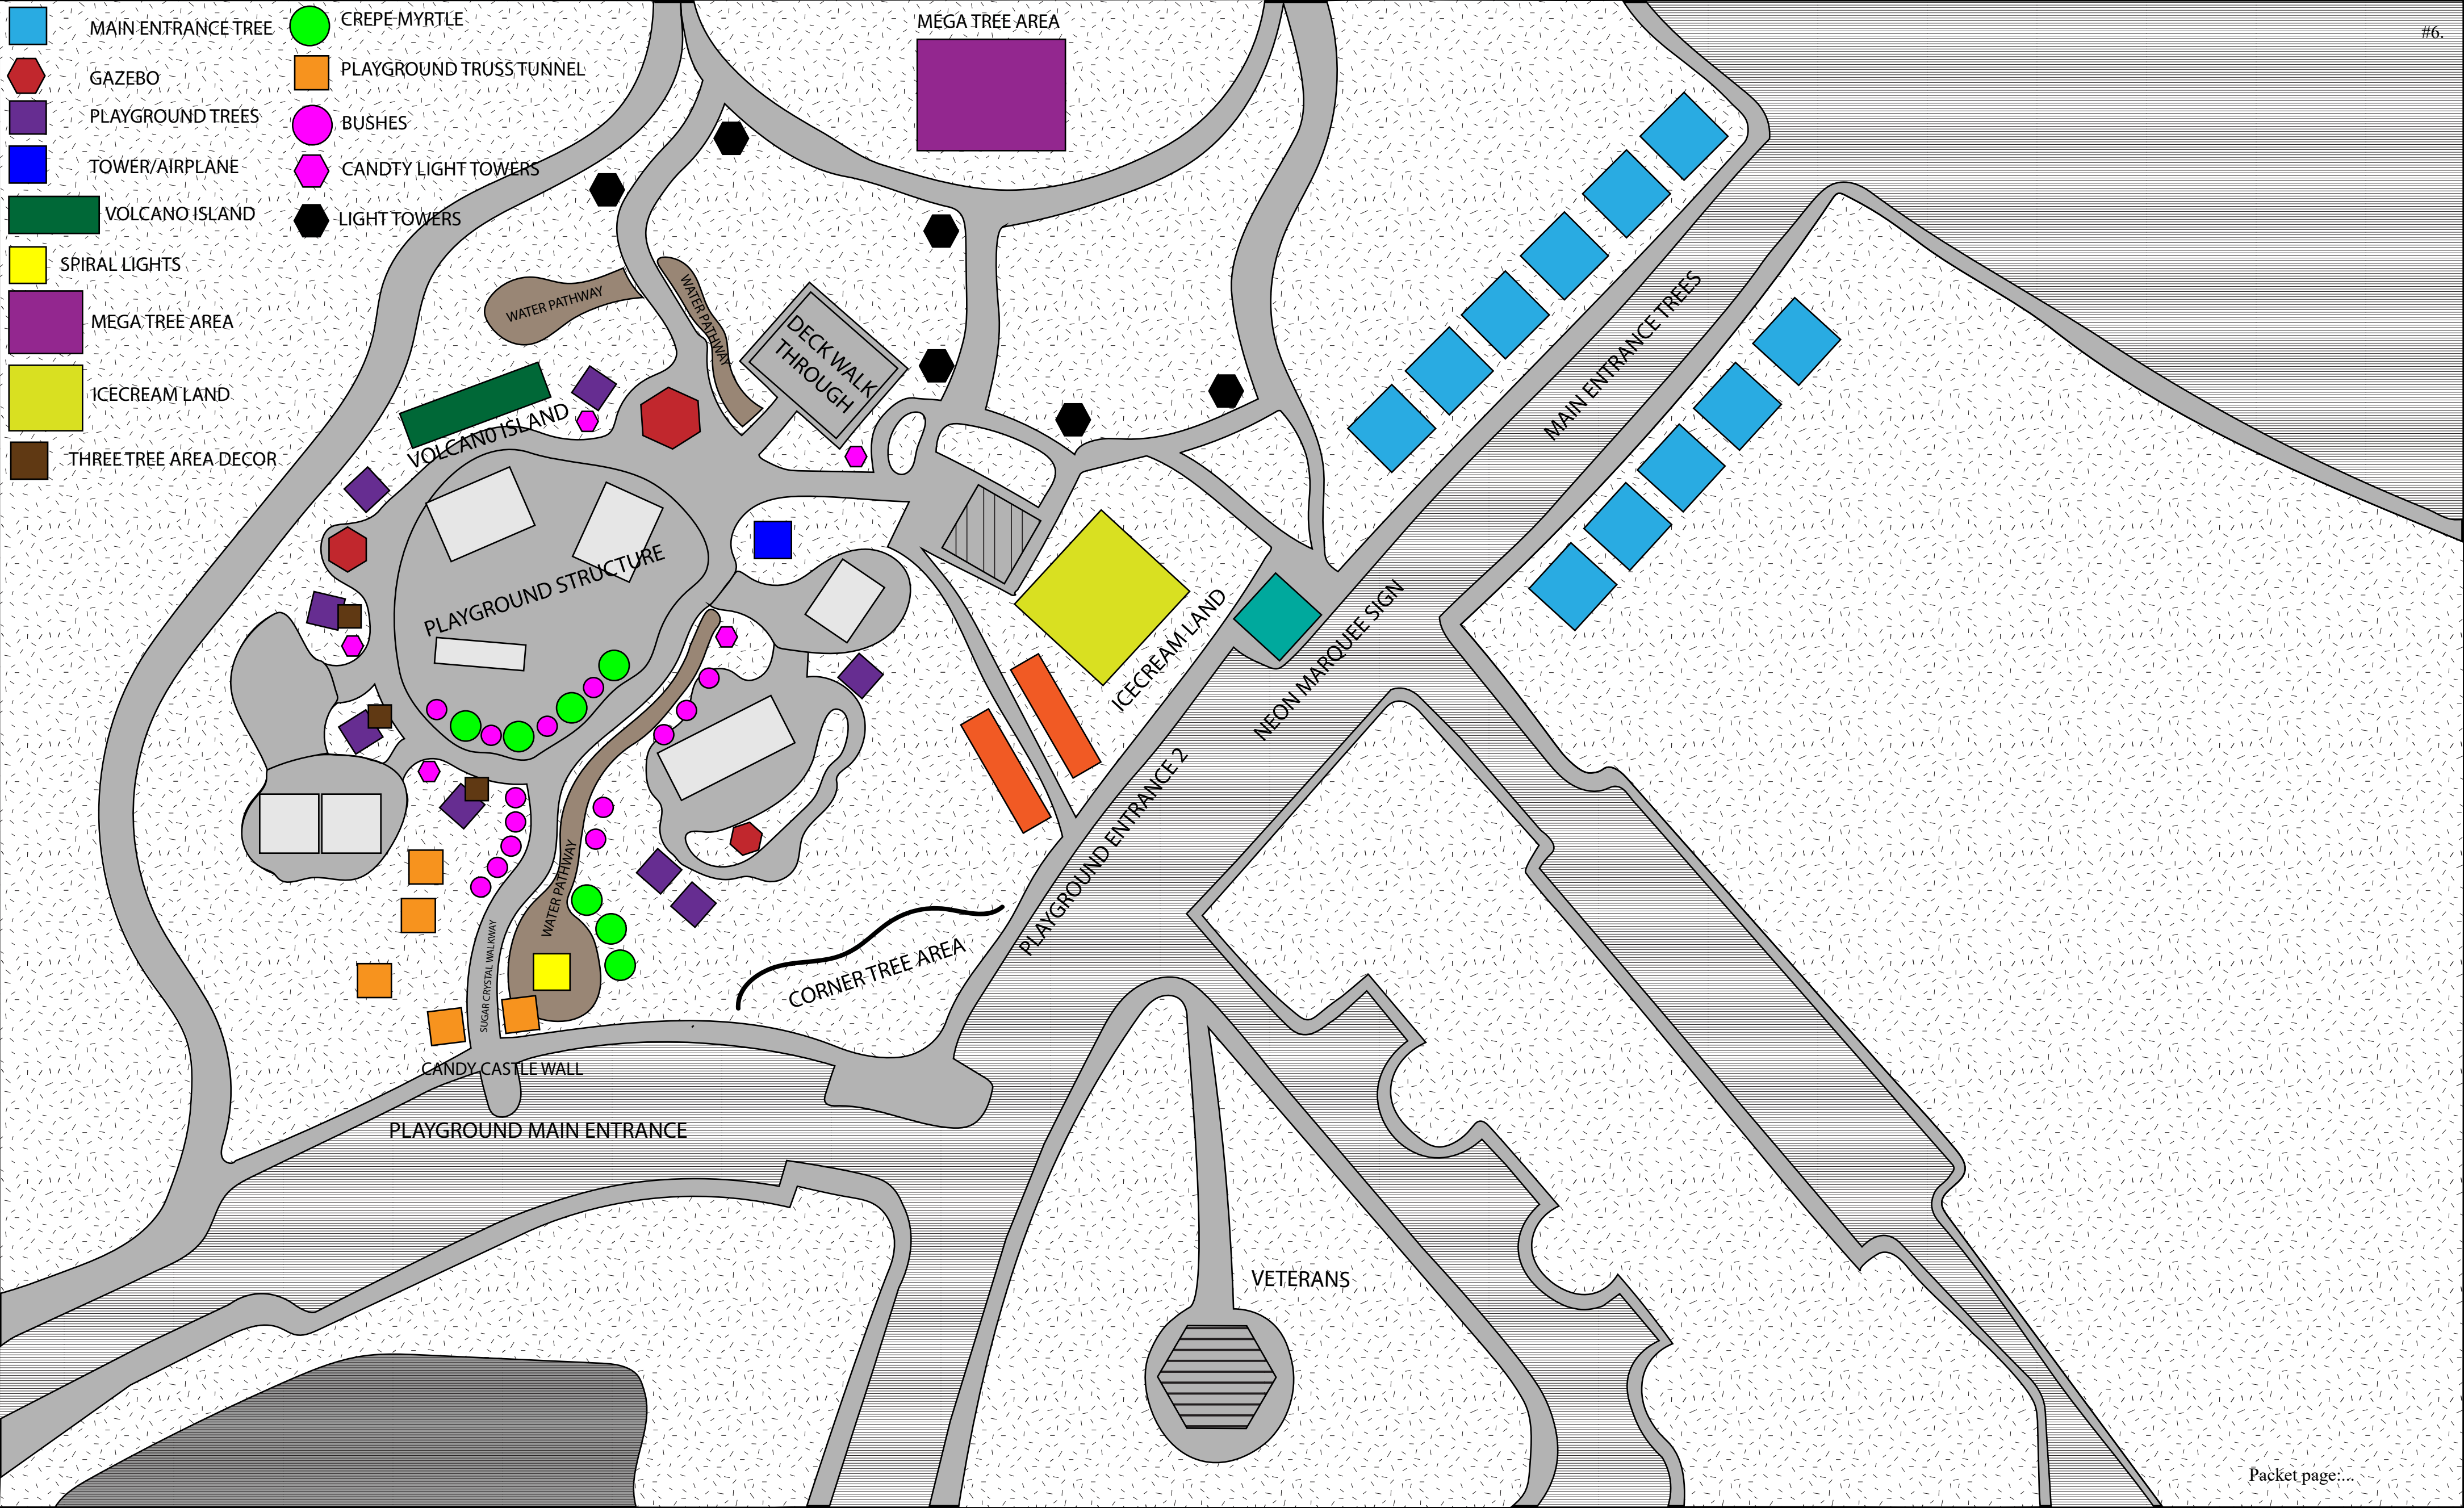 MAIN ENTRANCE TREE
GAZEBO
PLAYGROUND TREES
TOWER/AIRPLANE
VOLCANO ISLAND
SPIRAL LIGHTS
MEGA TREE AREA
ICECREAM LAND
THREE TREE AREA DECOR
CREPE MYRTLE
PLAYGROUND TRUSS TUNNEL
BUSHES
CANDTY LIGHT TOWERS
LIGHT TOWERS
MEGA TREE AREA
#6.
WATER PATHWAY
WATER PATHWAY
DECK WALK
THROUGH
VOLCAN0 ISLAND
PLAYGROUND STRUCTURE
MAIN ENTRANCE TREES
ICECREAM LAND
NEON MARQUEE SIGN
PLAYGROUND ENTRANCE 2
WATER PATHWAY
SUGAR CRYSTAL WALKWAY
CORNER TREE AREA
CANDY CASTLE WALL
PLAYGROUND MAIN ENTRANCE
VETERANS
Packet page:...